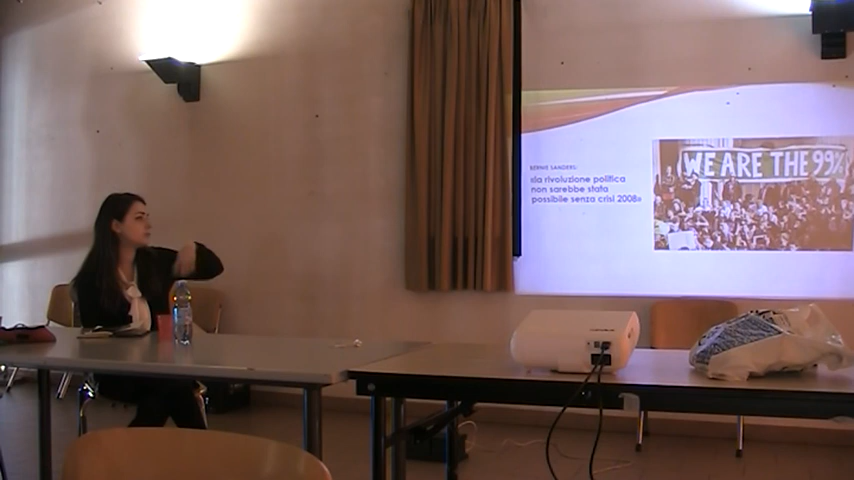 BERNIE SANDERS:
«la rivoluzione politica
non sarebbe stata
possibile senza crisi 2008»
WE ARE THE 99%